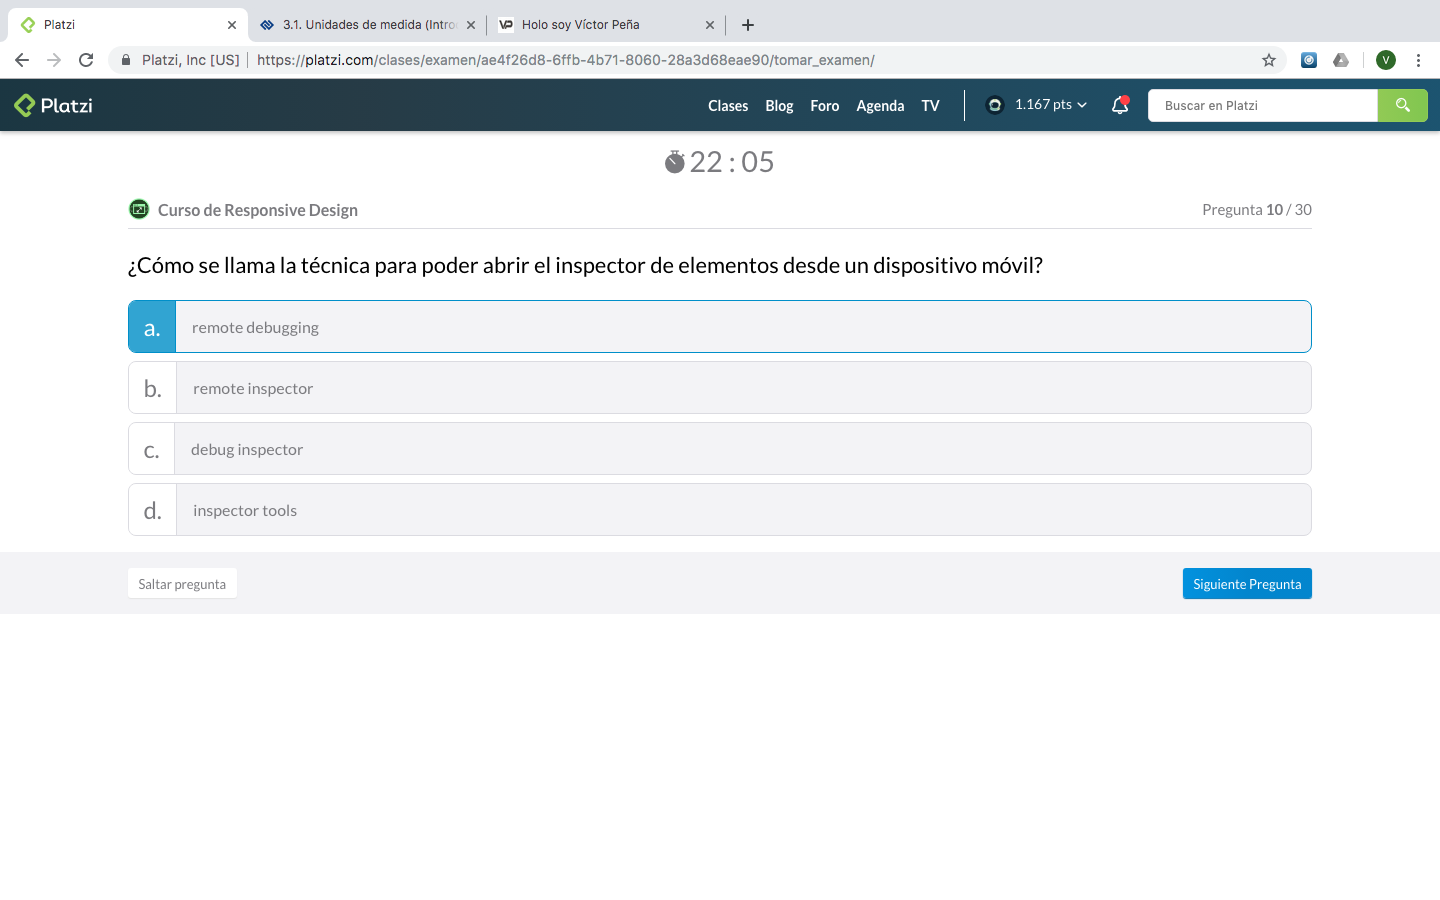 Platzi
3.1. Unidades de medida (Intro
Holo soy Víctor Peña
Platzi, Inc [US]
https://platzi.com/clases/examen/ae4f26d8-6ffb-4b71-8060-28a3d68eae90/tomar_examen/
V
Platzi
Clases
Blog
Foro
Agenda
TV
1.167 pts
Buscar en Platzi
22 : 05
Curso de Responsive Design
Pregunta 10 / 30
¿Cómo se llama la técnica para poder abrir el inspector de elementos desde un dispositivo móvil?
a. remote debugging
b. remote inspector
c. debug inspector
d. inspector tools
Saltar pregunta
Siguiente Pregunta